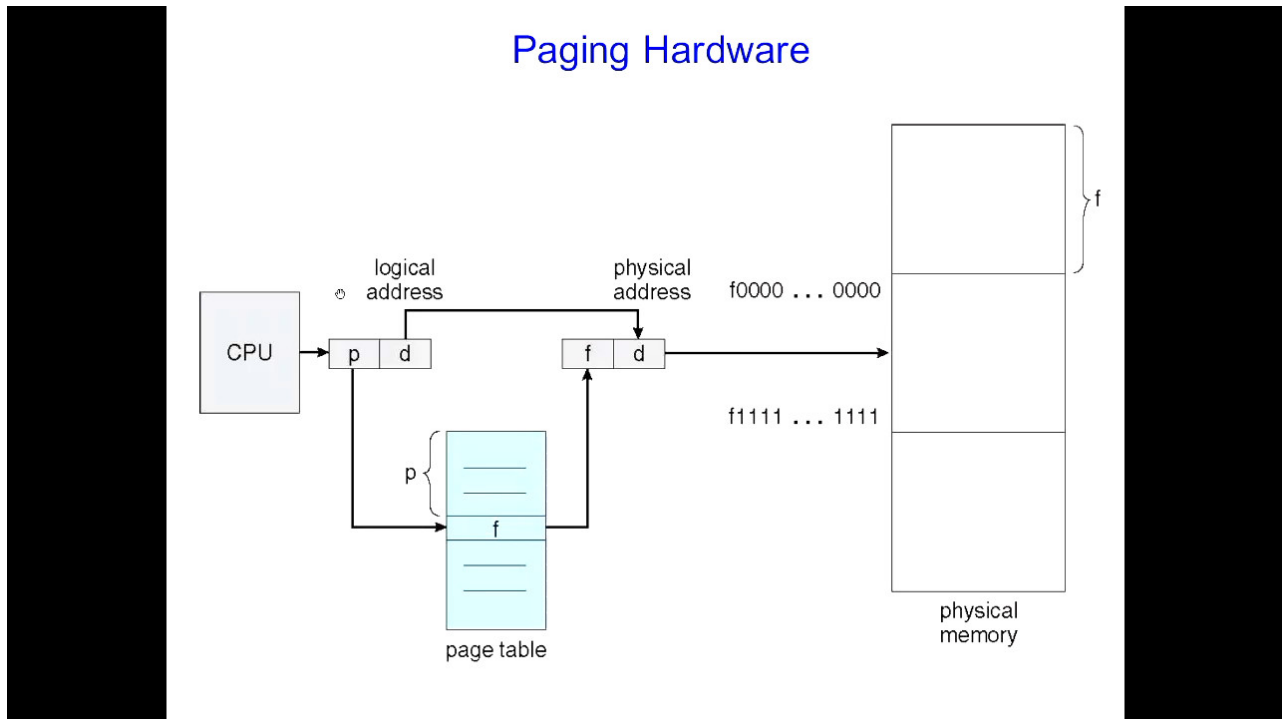 Paging Hardware
f
logical
address
physical
address
f0000 ... 0000
CPU
p
d
f
d
f1111 ... 1111
p
f
page table
physical
memory